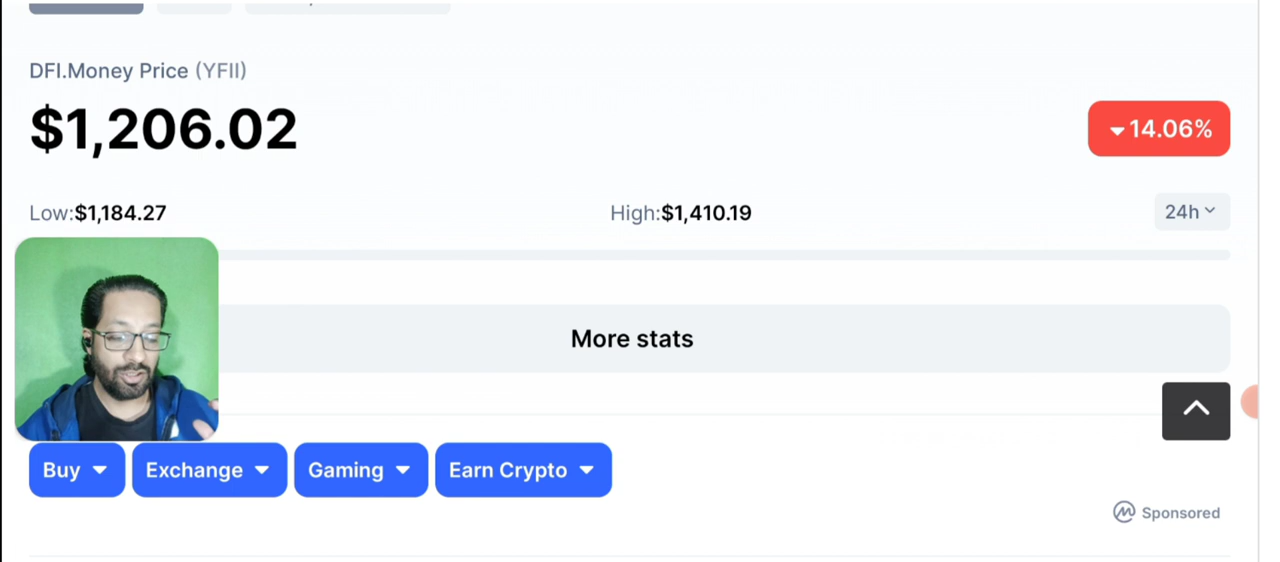 DFI.Money Price (YFII)
$1,206.02
14.06%
Low:$1,184.27
High:$1,410.19
24h
More stats
Buy
Exchange
Gaming
Earn Crypto
Sponsored